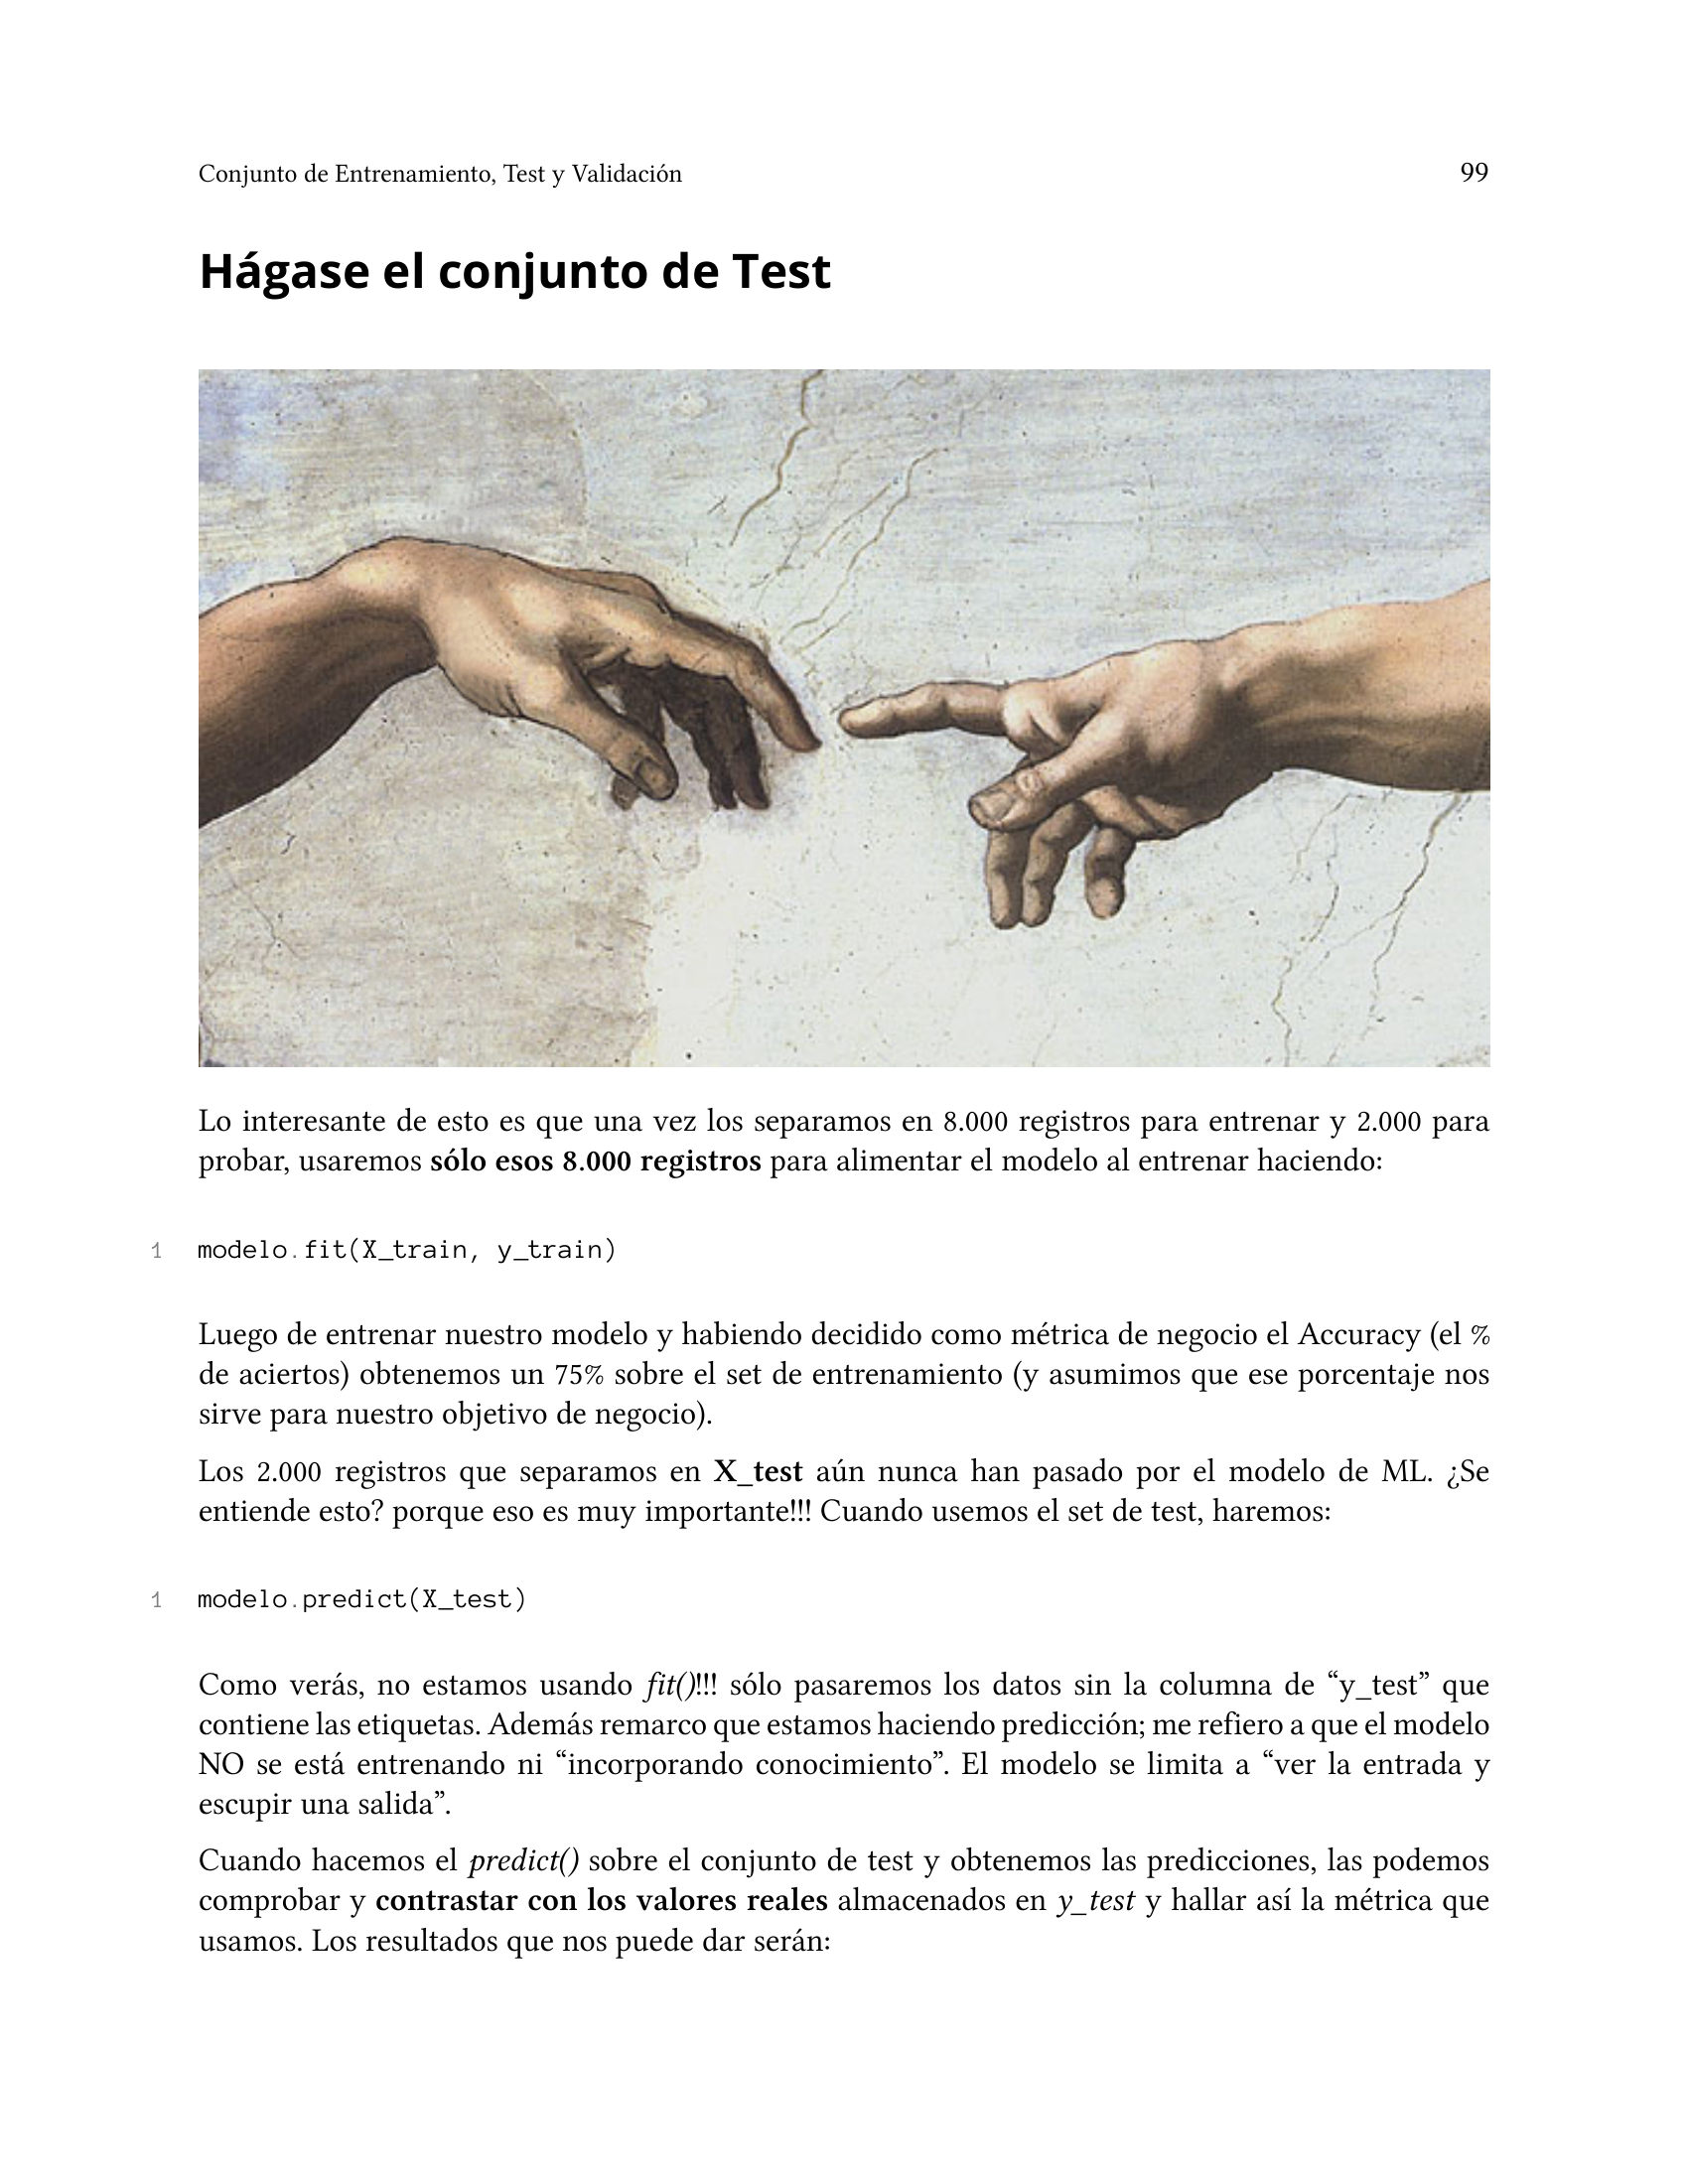 Conjunto de Entrenamiento, Test y Validación 99
Hágase el conjunto de Test
Lo interesante de esto es que una vez los separamos en 8.000 registros para entrenar y 2.000 para
probar, usaremos sólo esos 8.000 registros para alimentar el modelo al entrenar haciendo:
1 modelo.fit(X_train, y_train)
Luego de entrenar nuestro modelo y habiendo decidido como métrica de negocio el Accuracy (el %
de aciertos) obtenemos un 75% sobre el set de entrenamiento (y asumimos que ese porcentaje nos
sirve para nuestro objetivo de negocio).
Los 2.000 registros que separamos en X_test aún nunca han pasado por el modelo de ML. ¿Se
entiende esto? porque eso es muy importante!!! Cuando usemos el set de test, haremos:
1 modelo.predict(X_test)
Como verás, no estamos usando fit()!!! sólo pasaremos los datos sin la columna de “y_test” que
contiene las etiquetas. Además remarco que estamos haciendo predicción; me refiero a que el modelo
NO se está entrenando ni “incorporando conocimiento”. El modelo se limita a “ver la entrada y
escupir una salida”.
Cuando hacemos el predict() sobre el conjunto de test y obtenemos las predicciones, las podemos
comprobar y contrastar con los valores reales almacenados en y_test y hallar así la métrica que
usamos. Los resultados que nos puede dar serán: